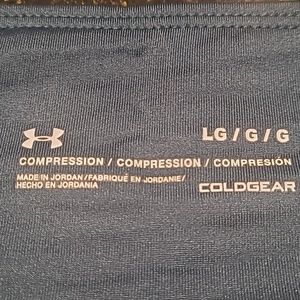 LG / G / G
COMPRESSION / COMPRESSION / COMPRESIÓN
MADE IN JORDAN / FABRIQUÉ EN JORDANIE /
HECHO EN JORDANIA
COLDGEAR